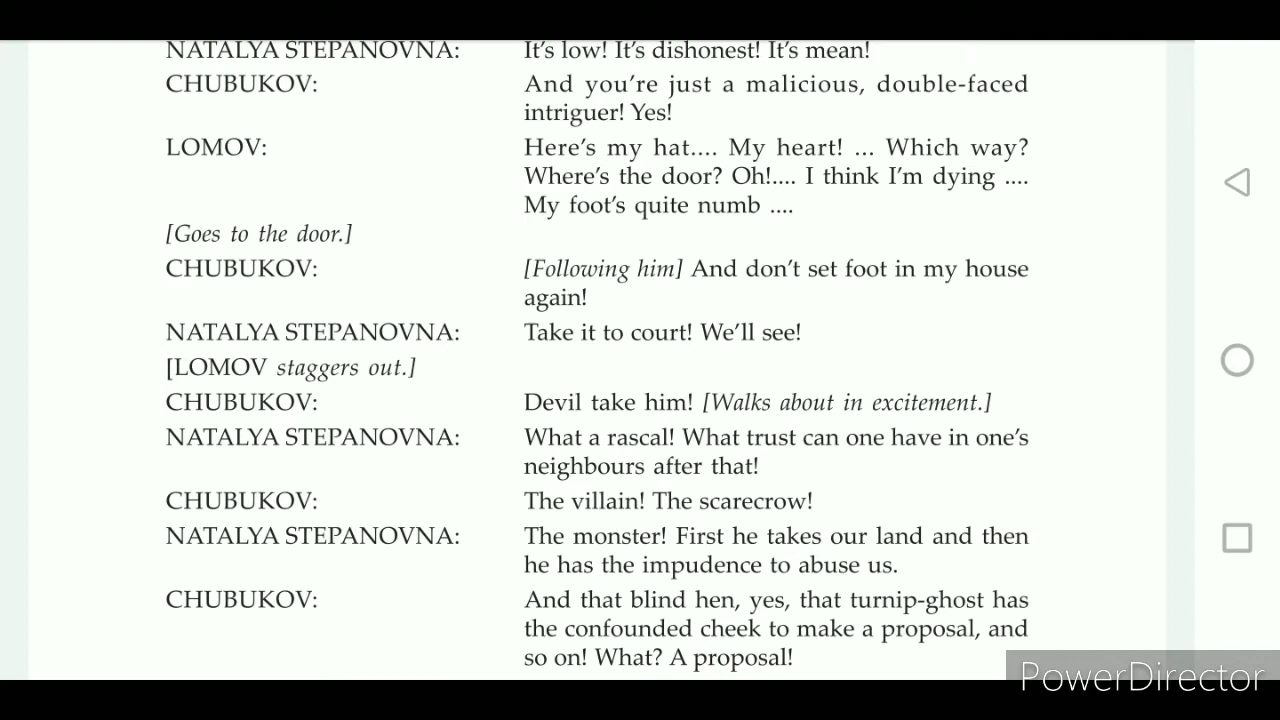 NATALYA STEPANOVNA: It's low! It's dishonest! It's mean!
CHUBUKOV: And you're just a malicious, double-faced
intriguer! Yes!
LOMOV: Here's my hat.... My heart! ... Which way?
Where's the door? Oh!.... I think I'm dying ....
My foot's quite numb ....
[Goes to the door.]
CHUBUKOV: [Following him] And don't set foot in my house
again!
NATALYA STEPANOVNA: Take it to court! We'll see!
[LOMOV staggers out.]
CHUBUKOV: Devil take him! [Walks about in excitement.]
NATALYA STEPANOVNA: What a rascal! What trust can one have in one's
neighbours after that!
CHUBUKOV: The villain! The scarecrow!
NATALYA STEPANOVNA: The monster! First he takes our land and then
he has the impudence to abuse us.
CHUBUKOV: And that blind hen, yes, that turnip-ghost has
the confounded cheek to make a proposal, and
so on! What? A proposal!
PowerDirector